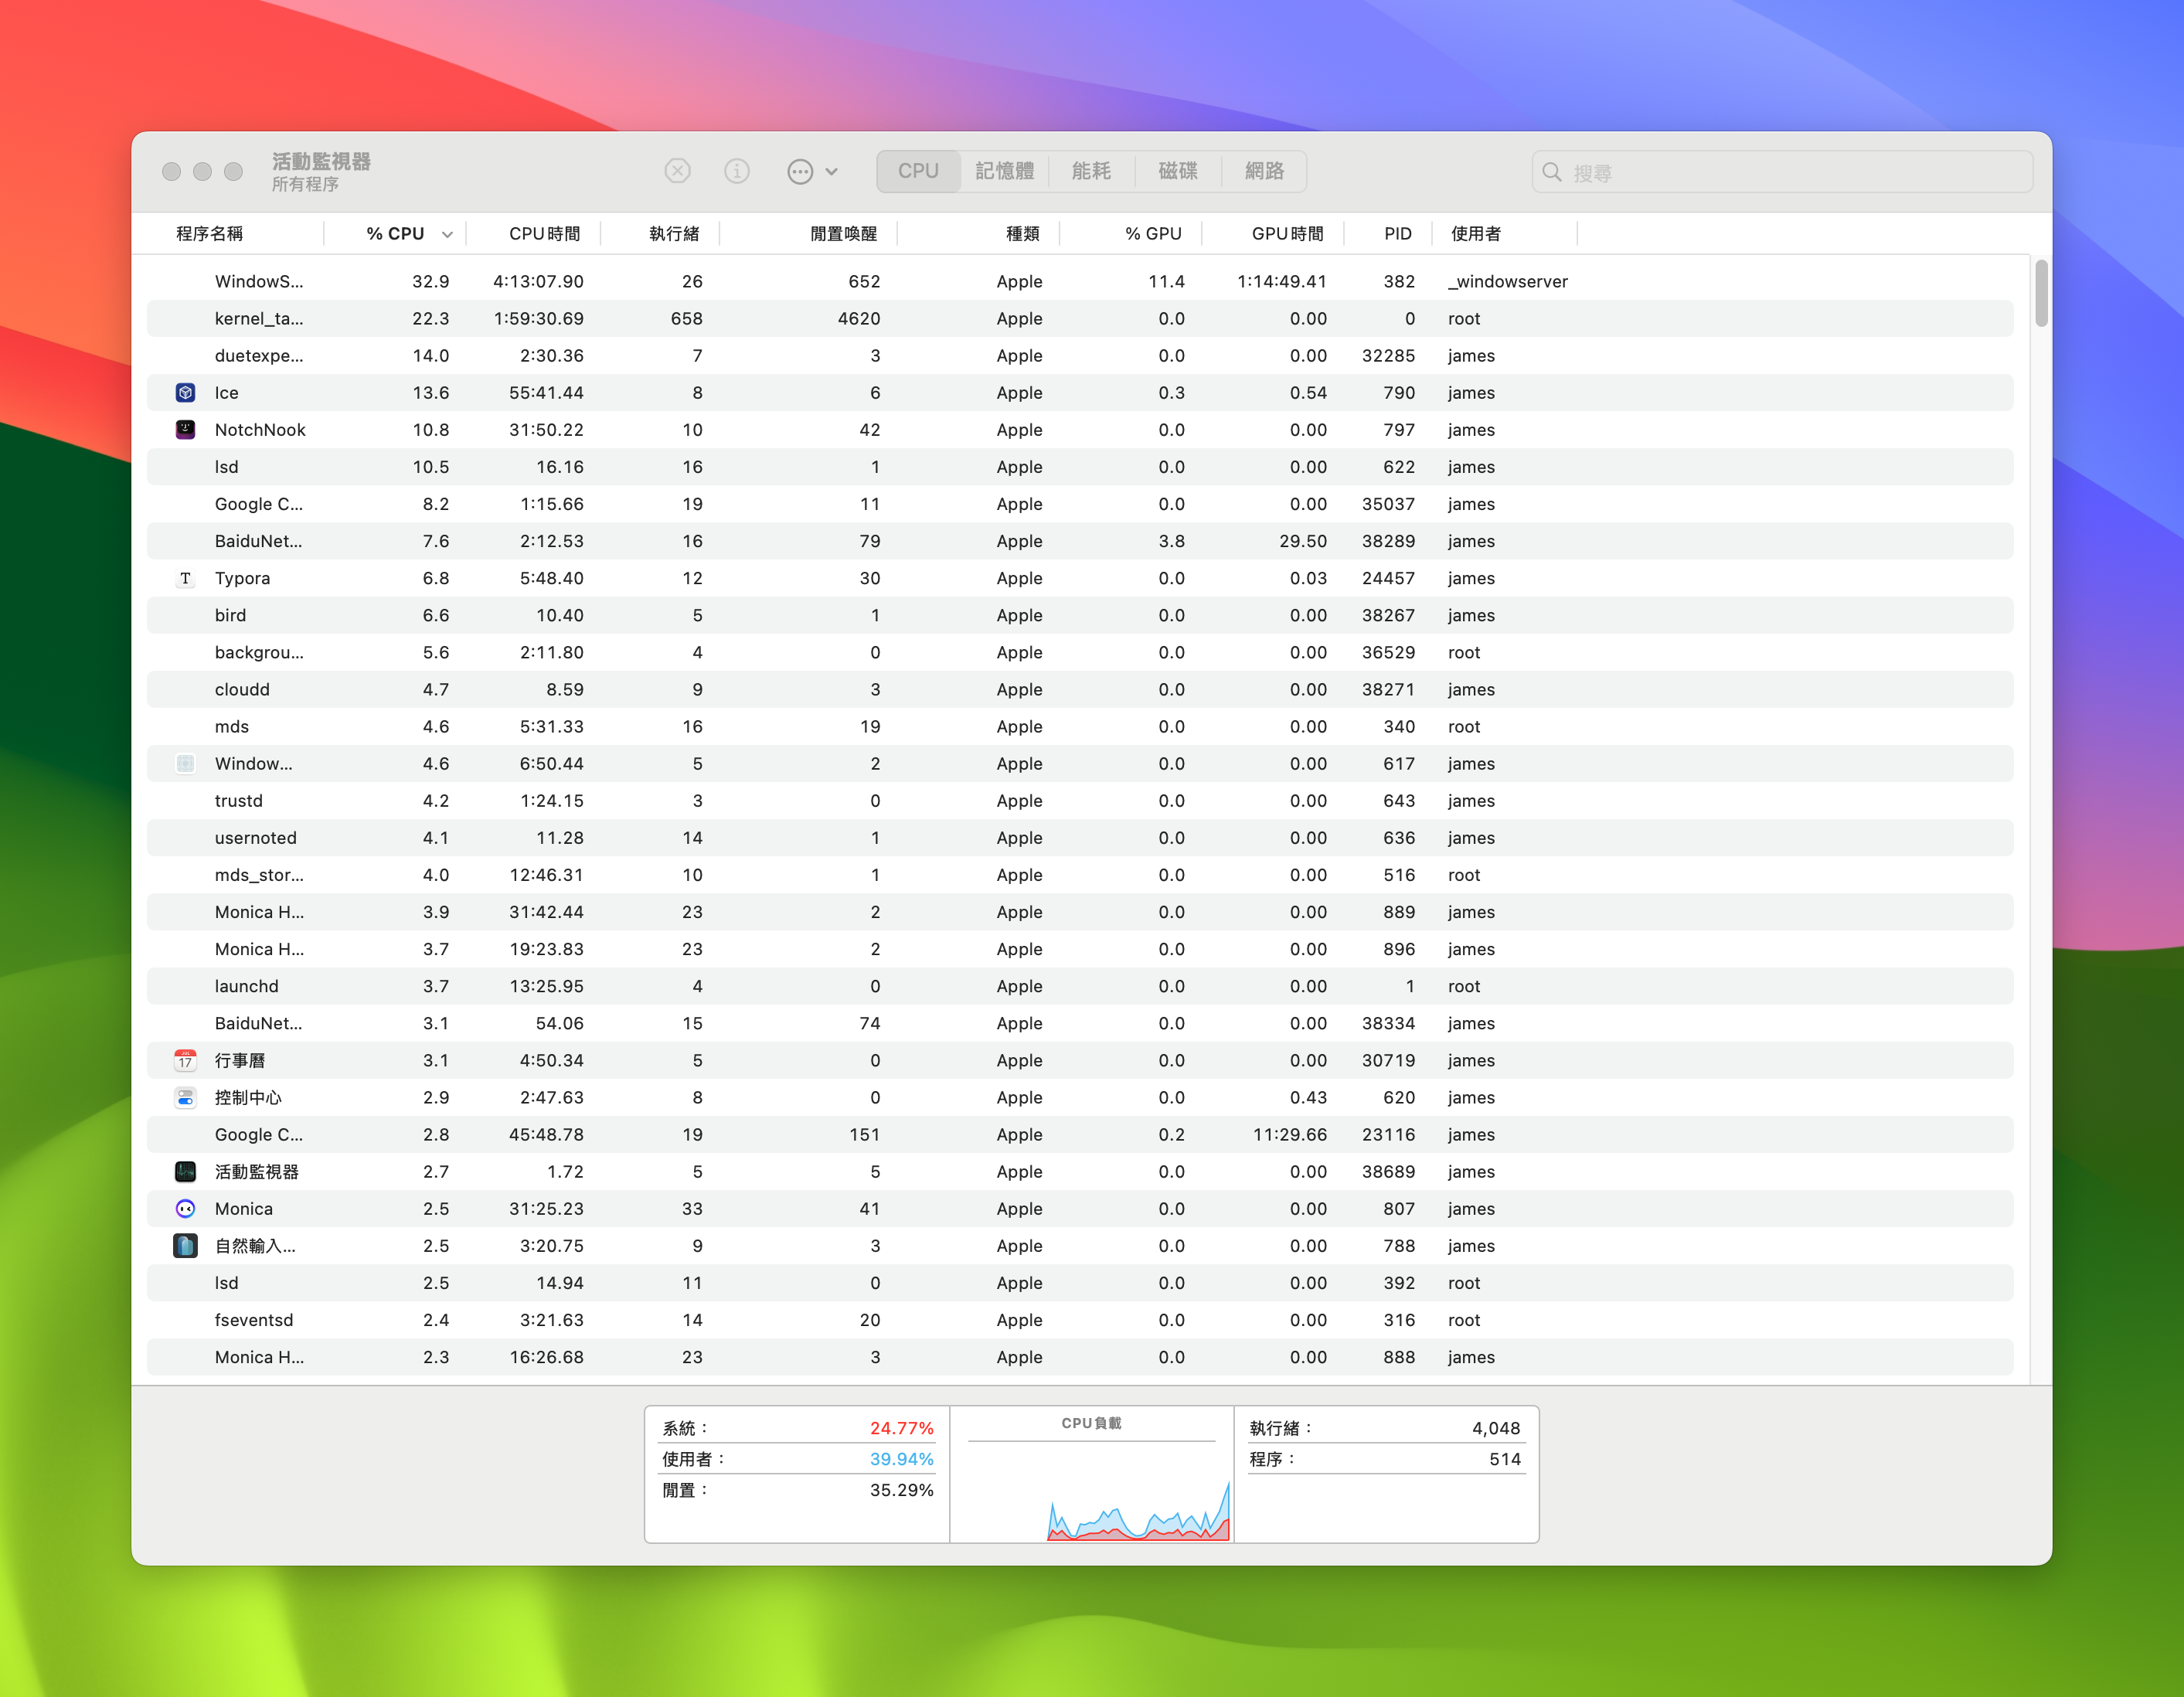 活動監視器
所有程序
CPU 記憶體 能耗 磁碟 網路
搜尋
程序名稱 % CPU CPU時間 執行緒 閒置喚醒 種類 % GPU GPU時間 PID 使用者
WindowS... 32.9 4:13:07.90 26 652 Apple 11.4 1:14:49.41 382 _windowserver
kernel_ta... 22.3 1:59:30.69 658 4620 Apple 0.0 0.00 0 root
duetexpe... 14.0 2:30.36 7 3 Apple 0.0 0.00 32285 james
Ice 13.6 55:41.44 8 6 Apple 0.3 0.54 790 james
NotchNook 10.8 31:50.22 10 42 Apple 0.0 0.00 797 james
lsd 10.5 16.16 16 1 Apple 0.0 0.00 622 james
Google C... 8.2 1:15.66 19 11 Apple 0.0 0.00 35037 james
BaiduNet... 7.6 2:12.53 16 79 Apple 3.8 29.50 38289 james
T Typora 6.8 5:48.40 12 30 Apple 0.0 0.03 24457 james
bird 6.6 10.40 5 1 Apple 0.0 0.00 38267 james
backgrou... 5.6 2:11.80 4 0 Apple 0.0 0.00 36529 root
cloudd 4.7 8.59 9 3 Apple 0.0 0.00 38271 james
mds 4.6 5:31.33 16 19 Apple 0.0 0.00 340 root
Window... 4.6 6:50.44 5 2 Apple 0.0 0.00 617 james
trustd 4.2 1:24.15 3 0 Apple 0.0 0.00 643 james
usernoted 4.1 11.28 14 1 Apple 0.0 0.00 636 james
mds_stor... 4.0 12:46.31 10 1 Apple 0.0 0.00 516 root
Monica H... 3.9 31:42.44 23 2 Apple 0.0 0.00 889 james
Monica H... 3.7 19:23.83 23 2 Apple 0.0 0.00 896 james
launchd 3.7 13:25.95 4 0 Apple 0.0 0.00 1 root
BaiduNet... 3.1 54.06 15 74 Apple 0.0 0.00 38334 james
17 行事曆 3.1 4:50.34 5 0 Apple 0.0 0.00 30719 james
控制中心 2.9 2:47.63 8 0 Apple 0.0 0.43 620 james
Google C... 2.8 45:48.78 19 151 Apple 0.2 11:29.66 23116 james
活動監視器 2.7 1.72 5 5 Apple 0.0 0.00 38689 james
Monica 2.5 31:25.23 33 41 Apple 0.0 0.00 807 james
自然輸入... 2.5 3:20.75 9 3 Apple 0.0 0.00 788 james
lsd 2.5 14.94 11 0 Apple 0.0 0.00 392 root
fseventsd 2.4 3:21.63 14 20 Apple 0.0 0.00 316 root
Monica H... 2.3 16:26.68 23 3 Apple 0.0 0.00 888 james
系統： 24.77%
使用者： 39.94%
閒置： 35.29%
CPU負載
執行緒： 4,048
程序： 514